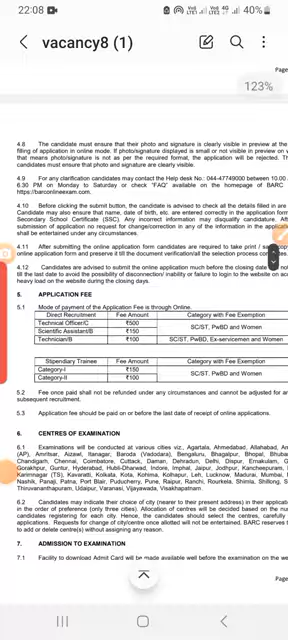 22:08
40%
vacancy8 (1)
Page
123%
4.8 The candidate must ensure that their photo and signature is clearly visible in preview at the
filling of application in online mode. If photo/signature displayed is small or not visible in preview on
that means photo/signature is not as per the required format, the application will be rejected. Th
candidates must ensure that photo and signature are clearly visible.
4.9 For any clarification candidates may contact the Help desk No.: 044-47749000 between 10.00
6.30 PM on Monday to Saturday or check "FAQ" available on the homepage of BARC
https://barconlineexam.com.
4.10 Before clicking the submit button, the candidate is advised to check all the details filled in are
Candidate may also ensure that name, date of birth, etc. are entered correctly in the application form
Secondary School Certificate (SSC). Any incorrect information may disqualify candidature. Af
submission of application no request for change/correction in any of the information in the applica
shall be entertained under any circumstances.
4.11 After submitting the online application form candidates are required to take print / sa
online application form and preserve it till the document verification/all the selection process
4.12 Candidates are advised to submit the online application much before the closing date no
till the last date to avoid the possibility of disconnection/ inability or failure to login to the website on ac
heavy load on the website during the closing days.
5. APPLICATION FEE
5.1 Mode of payment of the Application Fee is through Online.
Direct Recruitment Fee Amount Category with Fee Exemption
Technical Officer/C ₹500 SC/ST, PwBD and Women
Scientific Assistant/B ₹150
Technician/B ₹100 SC/ST, PwBD, Ex-servicemen and Women
Stipendiary Trainee Fee Amount Category with Fee Exemption
Category-I ₹150 SC/ST, PwBD and Women
Category-II ₹100
5.2 Fee once paid shall not be refunded under any circumstances and cannot be adjusted for an
subsequent recruitment.
5.3 Application fee should be paid on or before the last date of receipt of online applications.
6. CENTRES OF EXAMINATION
6.1 Examinations will be conducted at various cities viz., Agartala, Ahmedabad, Allahabad, Am
(AP), Amritsar, Aizawl, Itanagar, Baroda (Vadodara), Bengaluru, Bhagalpur, Bhopal, Bhubane
Chandigarh, Chennai, Coimbatore, Cuttack, Daman, Dehradun, Delhi, Dispur, Ernakulam, G
Gorakhpur, Guntur, Hyderabad, Hubli-Dharwad, Indore, Imphal, Jaipur, Jodhpur, Kancheepuram,
Karimnagar (TS), Kavaratti, Kolkata, Kota, Kohima, Kolhapur, Leh, Lucknow, Madurai, Mumbai,
Nashik, Panaji, Patna, Port Blair, Puducherry, Pune, Raipur, Ranchi, Rourkela, Shimla, Shillong, S
Thiruvananthapuram, Udaipur, Varanasi, Vijayawada, Visakhapatnam.
6.2 Candidates may indicate their choice of city (nearer to their present address) in their applicatio
in the order of preference (only three cities). Allocation of centres will be decided based on the nu
candidates registering for each city. Hence, the candidates should select the centres, carefully
applications. Requests for change of city/centre once allotted will not be entertained. BARC reserves t
to add or delete centre(s) without assigning any reason.
7. ADMISSION TO EXAMINATION
7.1 Facility to download Admit Card will be made available well before the examination on the we
Page